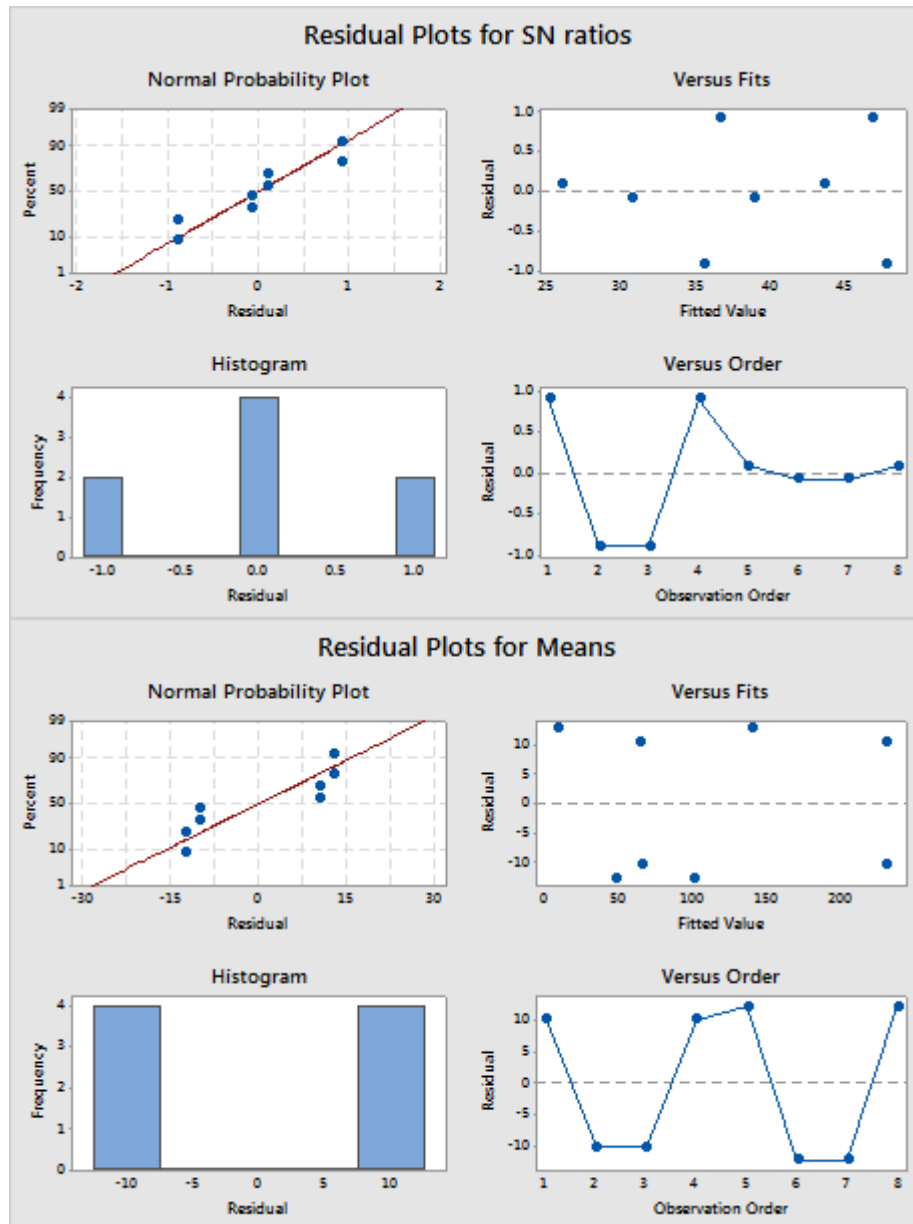 Residual Plots for SN ratios
Normal Probability Plot
99
90
50
10
1
Percent
-2 -1 0 1 2
Residual
Versus Fits
1.0
0.5
0.0
-0.5
-1.0
Residual
25 30 35 40 45
Fitted Value
Histogram
4
3
2
1
0
Frequency
-1.0 -0.5 0.0 0.5 1.0
Residual
Versus Order
1.0
0.5
0.0
-0.5
-1.0
Residual
1 2 3 4 5 6 7 8
Observation Order
Residual Plots for Means
Normal Probability Plot
99
90
50
10
1
Percent
-30 -15 0 15 30
Residual
Versus Fits
10
5
0
-5
-10
Residual
0 50 100 150 200
Fitted Value
Histogram
4
3
2
1
0
Frequency
-10 -5 0 5 10
Residual
Versus Order
10
5
0
-5
-10
Residual
1 2 3 4 5 6 7 8
Observation Order